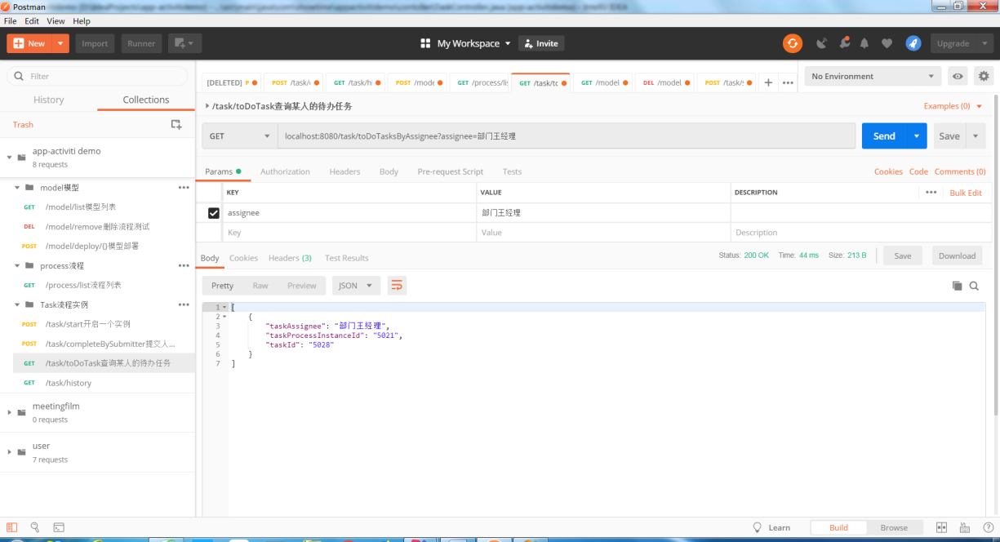 Postman
File Edit View Help
New Import Runner My Workspace Invite Upgrade
Filter
History Collections
Trash
app-activiti demo
8 requests
model模型
GET /model/list模型列表
DEL /model/remove删除流程测试
POST /model/deploy/{}模型部署
process流程
GET /process/list流程列表
Task流程实例
POST /task/start开启一个实例
POST /task/completeBySubmitter提交人...
GET /task/toDoTask查询某人的待办任务
GET /task/history
meetingfilm
0 requests
user
7 requests
[DELETED] P POST /task/ GET /task/hi POST /mode GET /process/lis GET /task/to GET /model DEL /model POST /task/ + •••
No Environment
/task/toDoTask查询某人的待办任务 Examples (0)
GET localhost:8080/task/toDoTasksByAssignee?assignee=部门王经理 Send Save
Params Authorization Headers Body Pre-request Script Tests Cookies Code Comments (0)
KEY VALUE DESCRIPTION ••• Bulk Edit
assignee 部门王经理
Key Value Description
Body Cookies Headers (3) Test Results Status: 200 OK Time: 44 ms Size: 213 B Save Download
Pretty Raw Preview JSON
1 [
2 {
3 "taskAssignee": "部门王经理",
4 "taskProcessInstanceId": "5021",
5 "taskId": "5028"
6 }
7 ]
Learn Build Browse